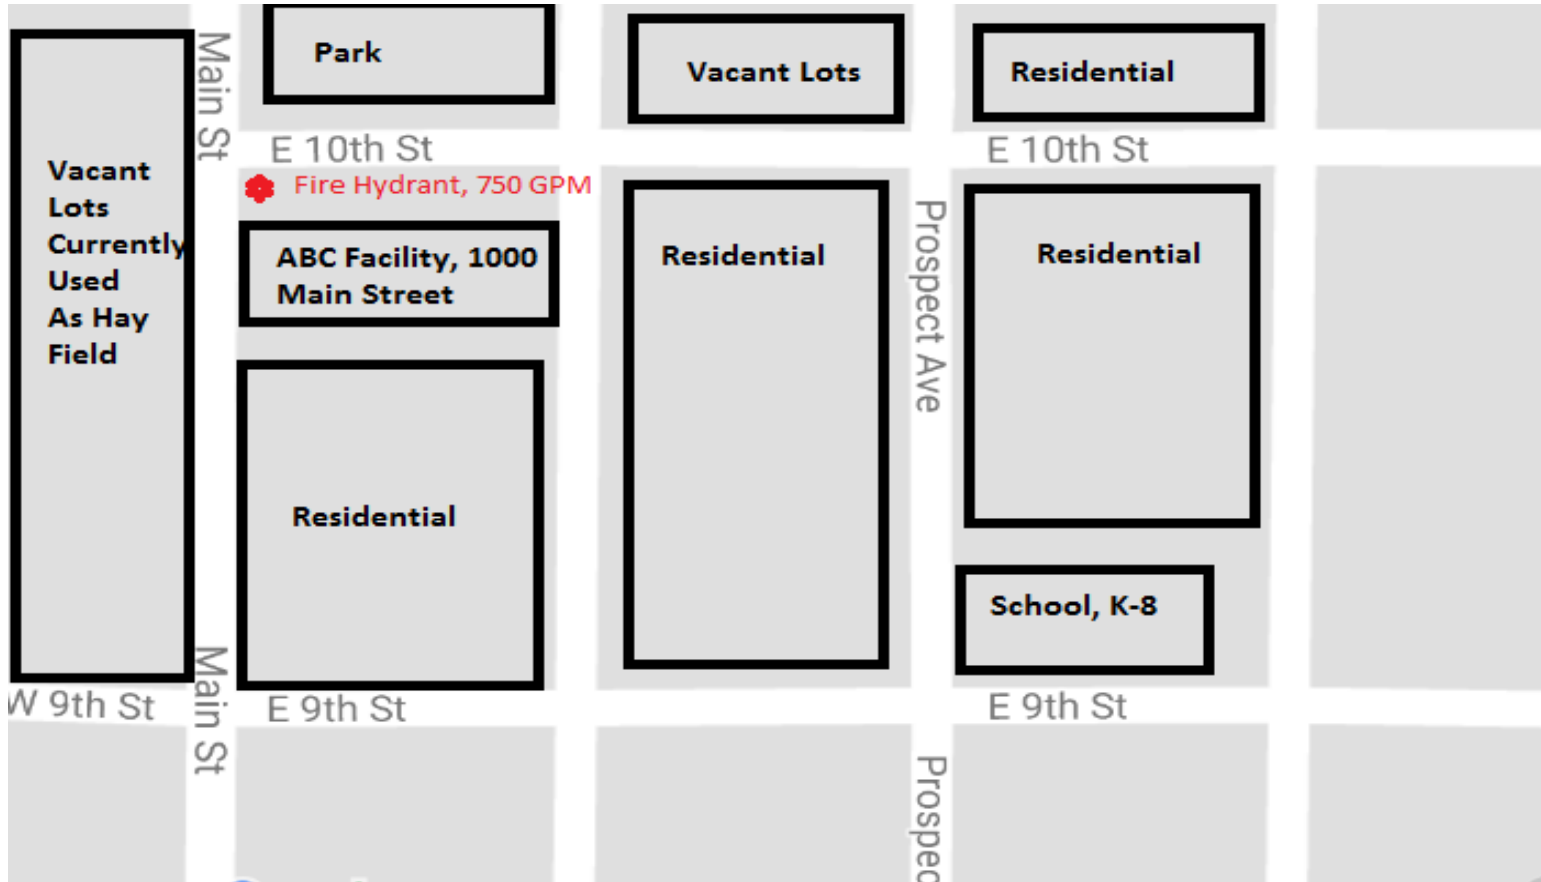 Main St
Park
Vacant Lots
Residential
E 10th St
E 10th St
Vacant
Lots
Currently
Used
As Hay
Field
Fire Hydrant, 750 GPM
ABC Facility, 1000
Main Street
Residential
Prospect Ave
Residential
Residential
School, K-8
Main St
W 9th St
E 9th St
E 9th St
Prospec